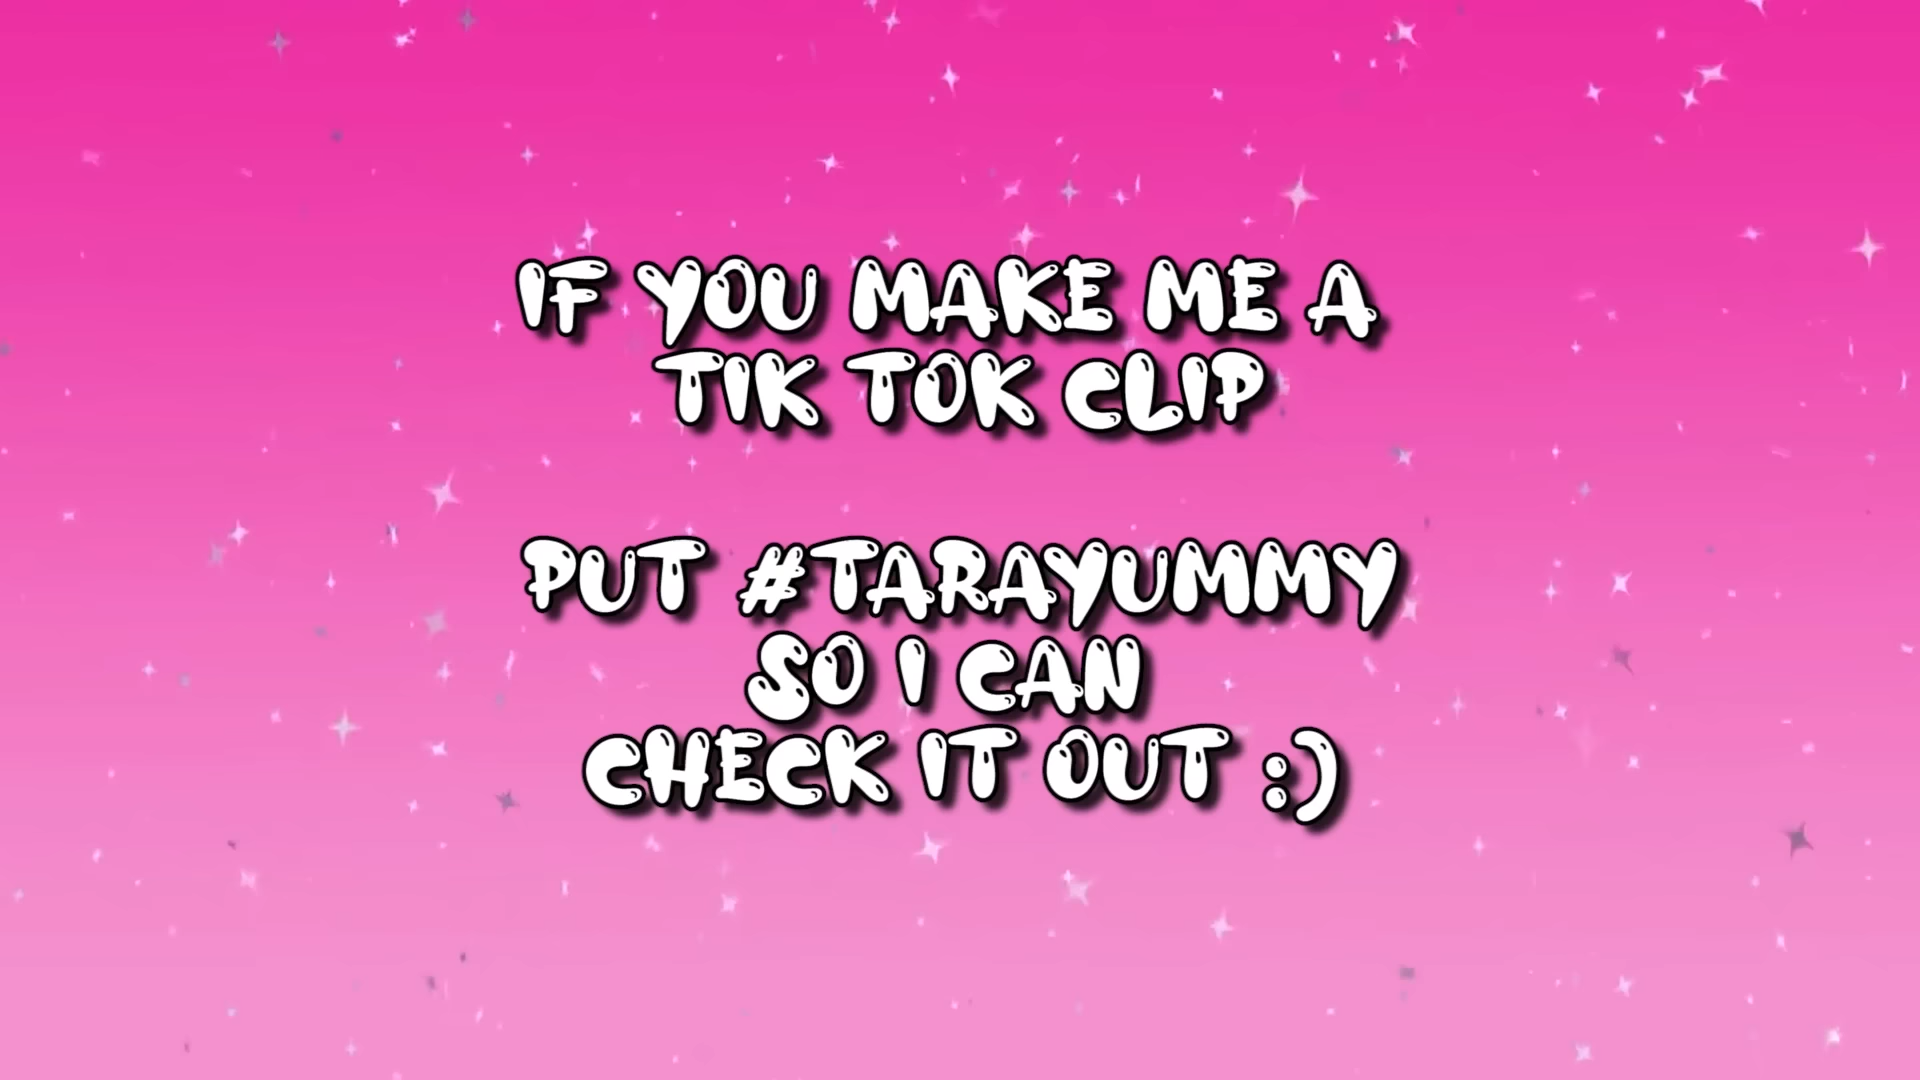 IF YOU MAKE ME A
TIK TOK CLIP
PUT #TARAYUMMY
SO I CAN
CHECK IT OUT :)